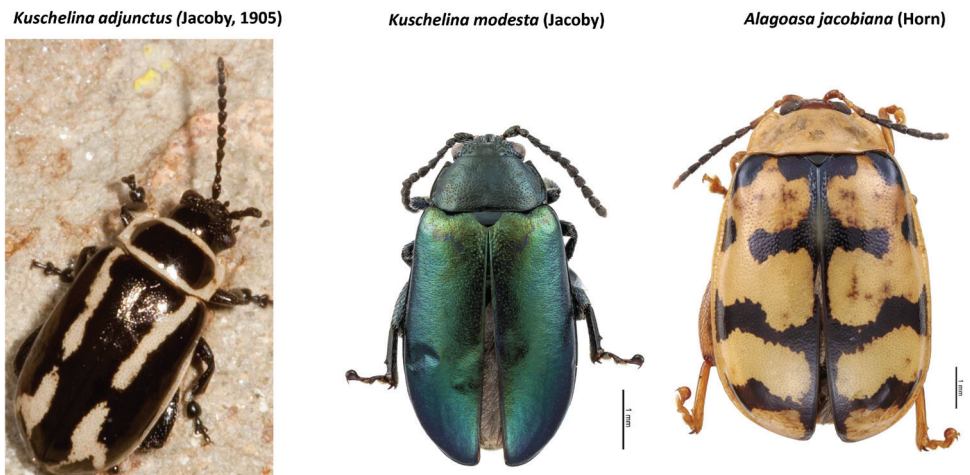 Kuschelina adjunctus (Jacoby, 1905)
Kuschelina modesta (Jacoby)
Alagoasa jacobiana (Horn)
1 mm
1 mm